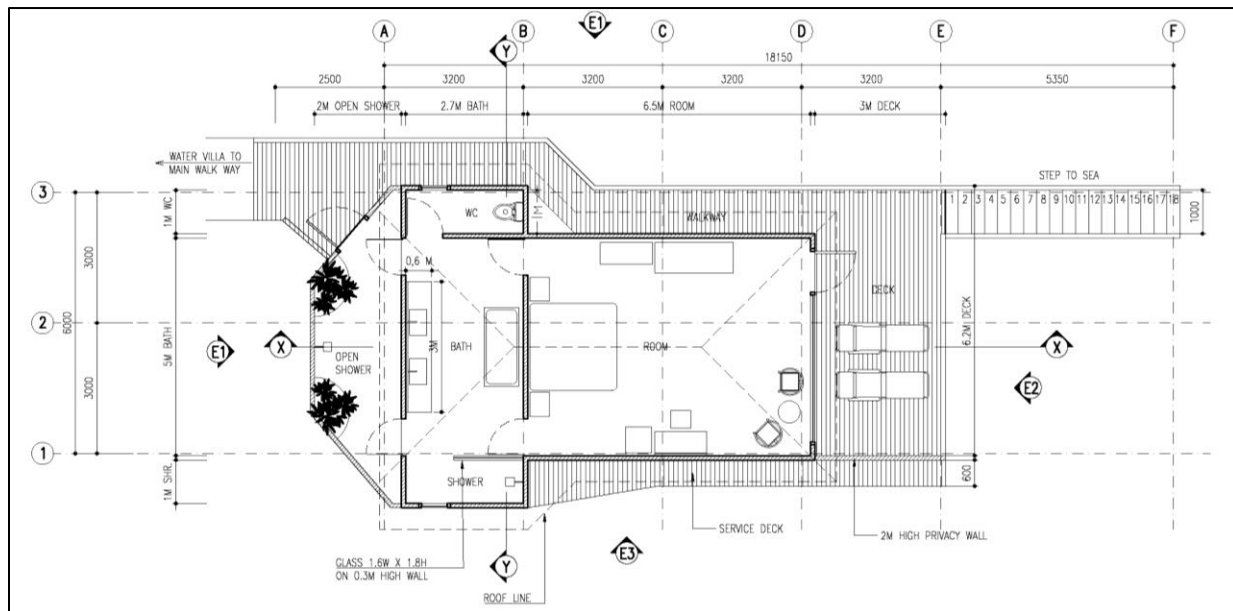 E1
A
B
C
D
E
F
Y
18150
2500
3200
3200
3200
3200
5350
2M OPEN SHOWER
2.7M BATH
6.5M ROOM
3M DECK
WATER VILLA TO
MAIN WALK WAY
3
STEP TO SEA
1 2 3 4 5 6 7 8 9 10 11 12 13 14 15 16 17 18
1M WC
WC
1M
WALKWAY
1000
3000
0,6 M.
DECK
2
6000
E1
X
5M BATH
OPEN
SHOWER
3M
BATH
ROOM
6.2M DECK
X
E2
3000
1
1M SHR.
SHOWER
600
SERVICE DECK
2M HIGH PRIVACY WALL
E3
GLASS 1.6W X 1.8H
ON 0.3M HIGH WALL
Y
ROOF LINE